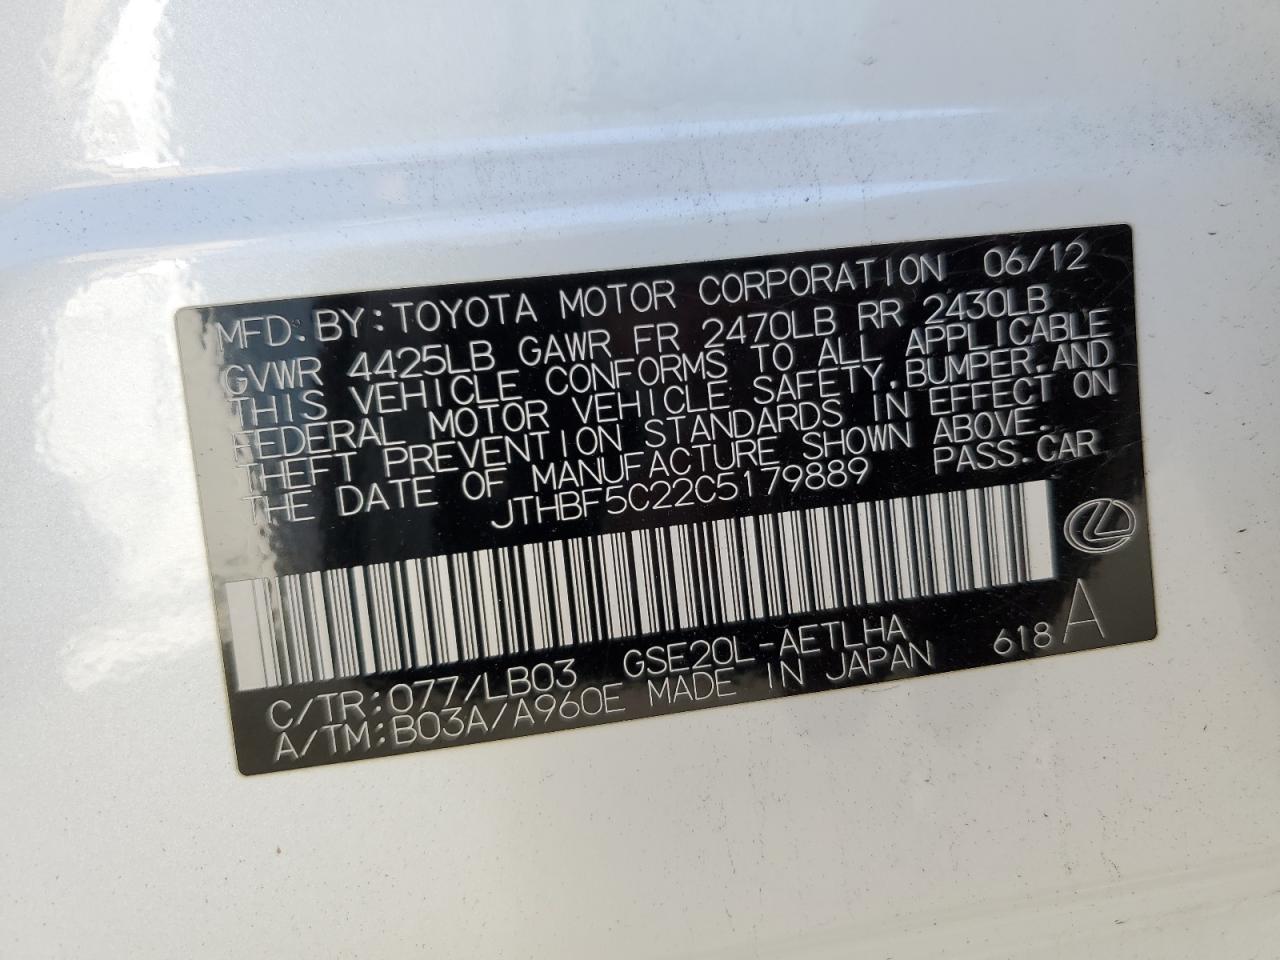 MFD. BY: TOYOTA MOTOR CORPORATION 06/12
GVWR 4425LB GAWR FR 2470LB RR 2430LB
THIS VEHICLE CONFORMS TO ALL APPLICABLE
FEDERAL MOTOR VEHICLE SAFETY, BUMPER, AND
THEFT PREVENTION STANDARDS IN EFFECT ON
THE DATE OF MANUFACTURE SHOWN ABOVE.
JTHBF5C22C5179889 PASS. CAR
C/TR: 077/LB03 GSE20L-AETLHA
A/TM: B03A/A960E MADE IN JAPAN 618 A